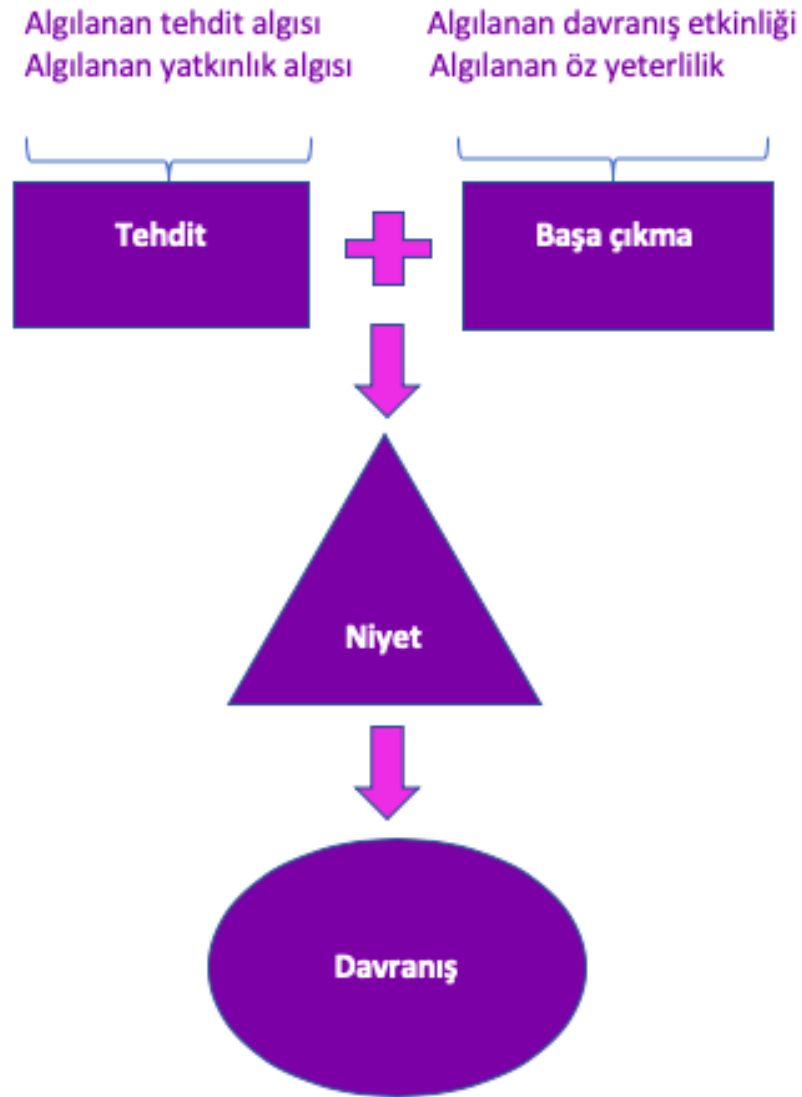 Algılanan tehdit algısı
Algılanan yatkınlık algısı
Algılanan davranış etkinliği
Algılanan öz yeterlilik
Tehdit
Başa çıkma
Niyet
Davranış